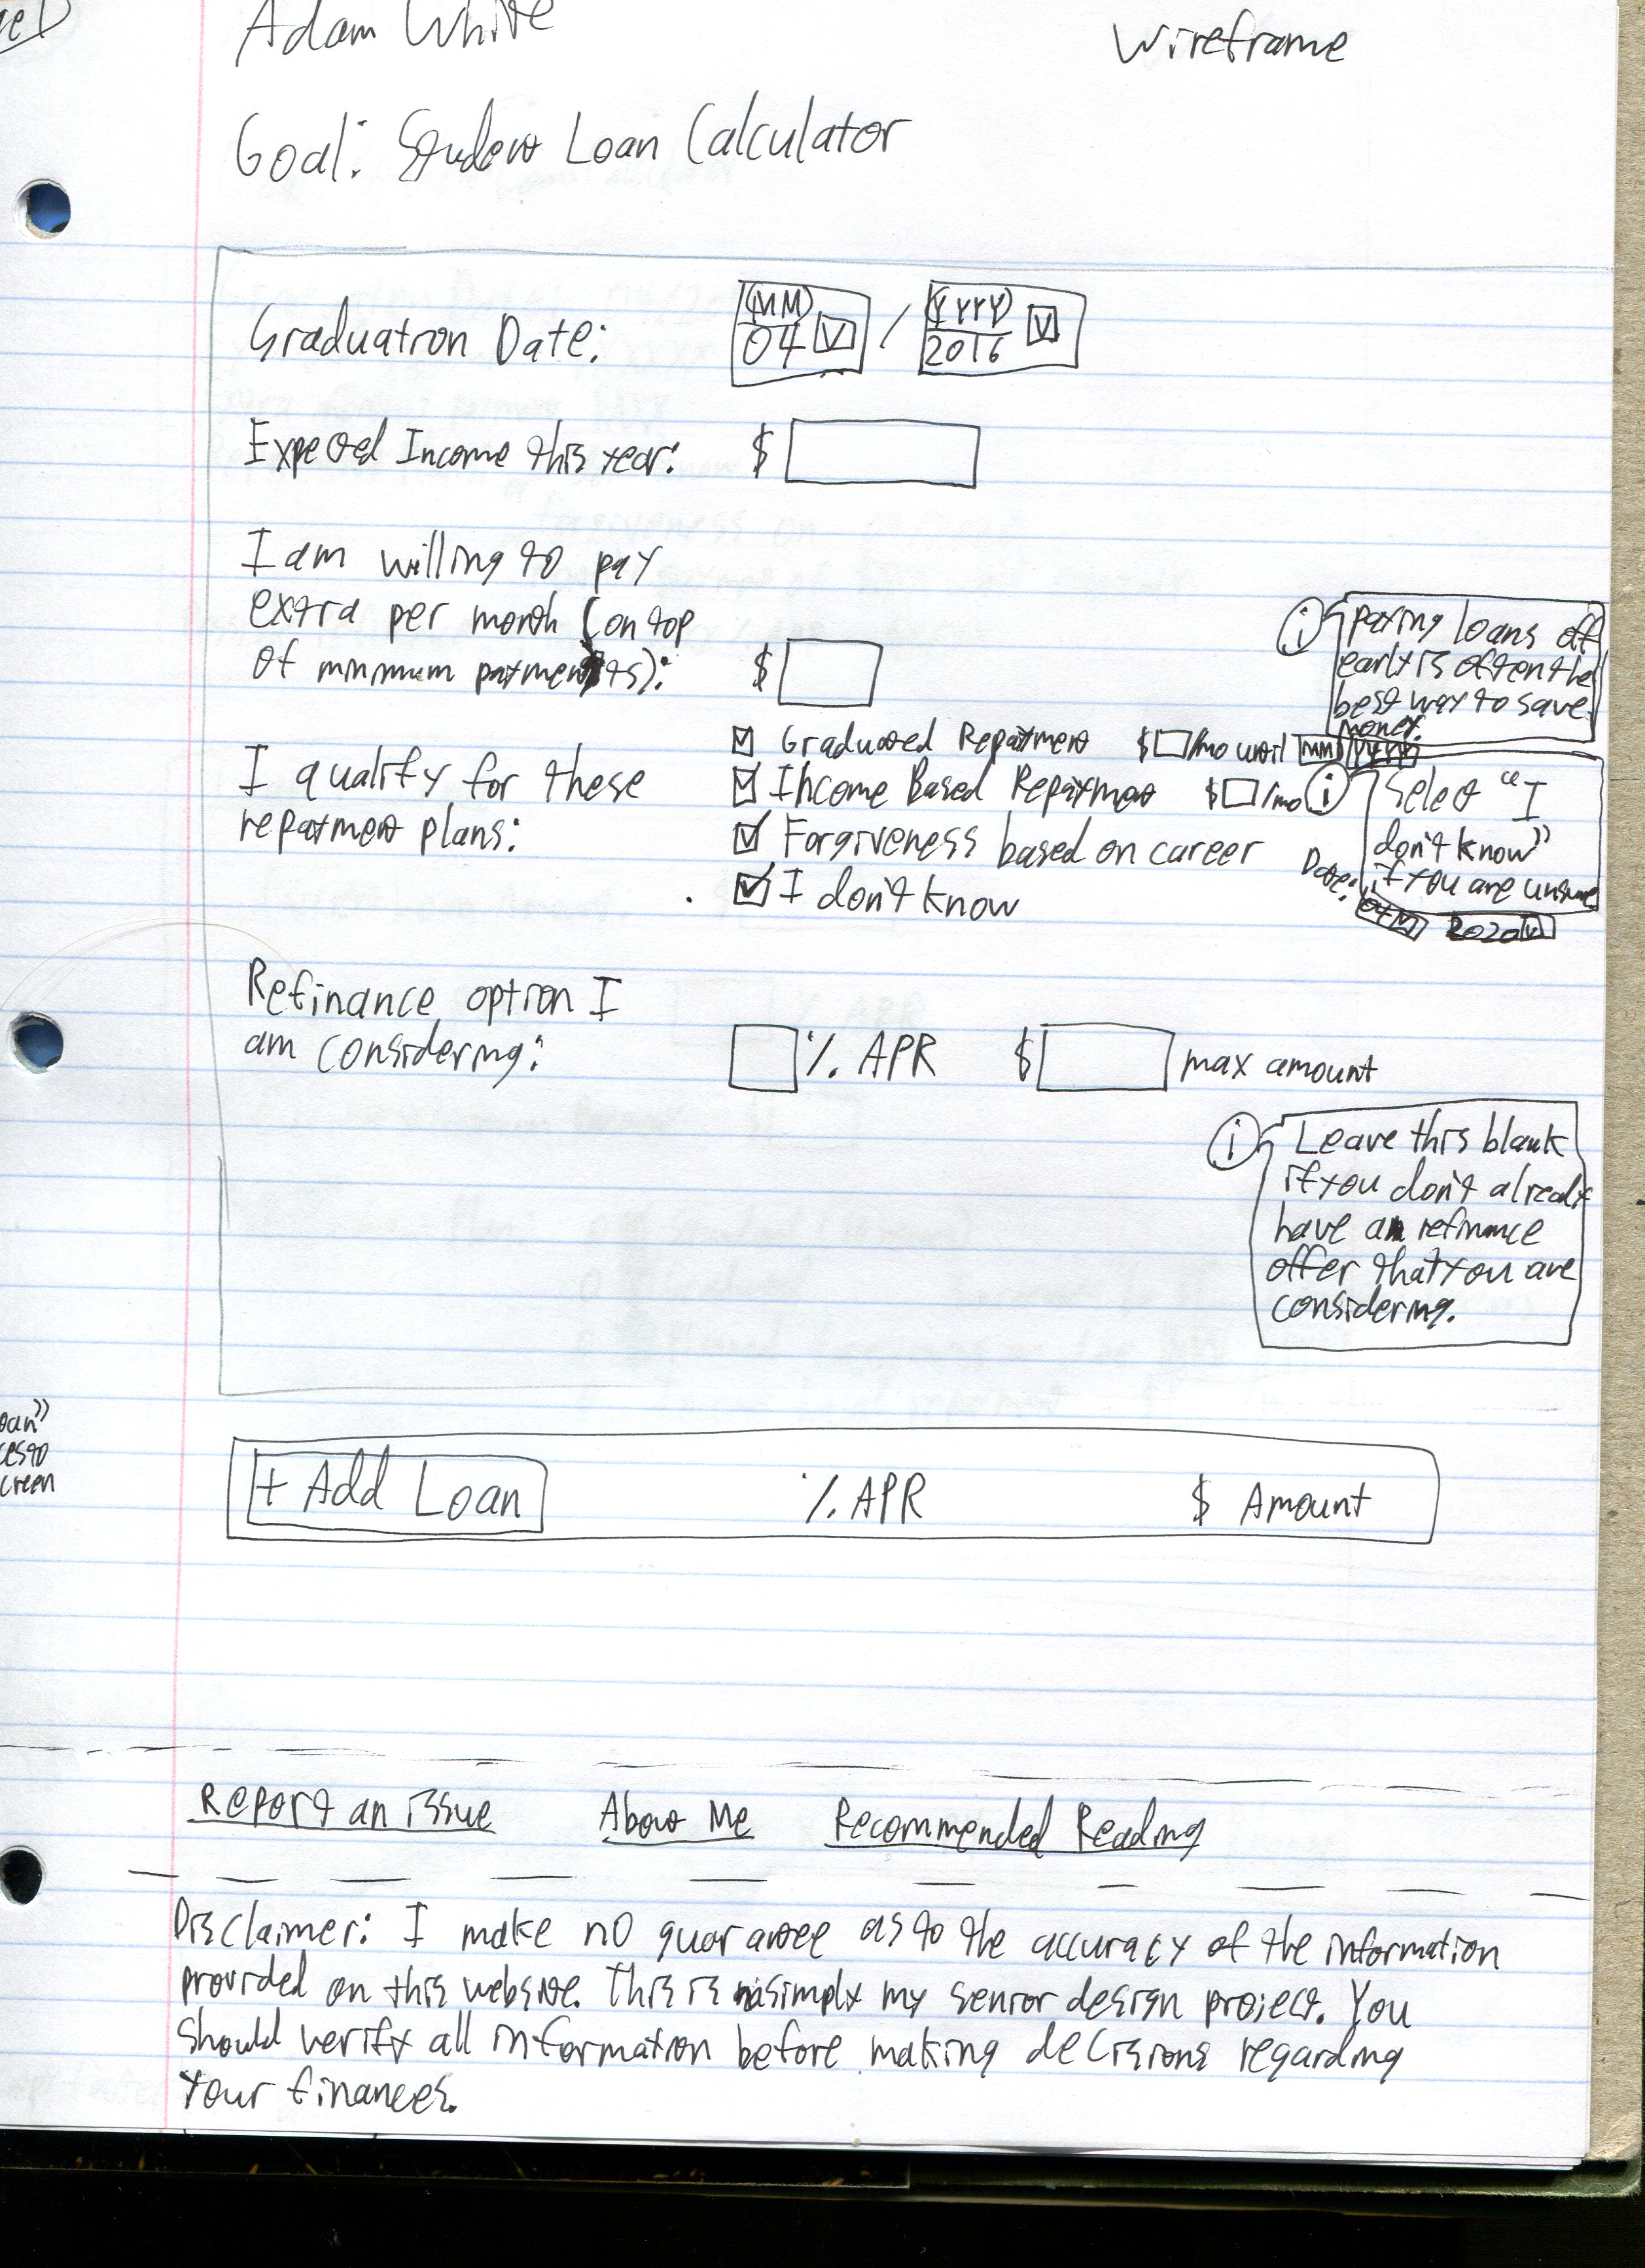 Adam White
Wireframe
Goal: Student Loan Calculator
Graduation Date: (MM) 04 V / (YYYY) 2016 V
Expected Income this year: $
I am willing to pay
extra per month (on top
of minimum payments): $
i paying loans off
early is often the
best way to save
money.
I qualify for these
repayment plans:
Graduated Repayment $ /mo until MM YYYY
Income Based Repayment $ /mo
Forgiveness based on career Date: 04 V 2020 V
I don't know
i Select "I
don't know"
if you are unsure
Refinance option I
am considering: % APR $ max amount
i Leave this blank
if you don't already
have a refinance
offer that you are
considering.
+ Add Loan % APR $ Amount
Report an issue About Me Recommended Reading
Disclaimer: I make no guarantee as to the accuracy of the information
provided on this website. This is simply my senior design project. You
should verify all information before making decisions regarding
your finances.